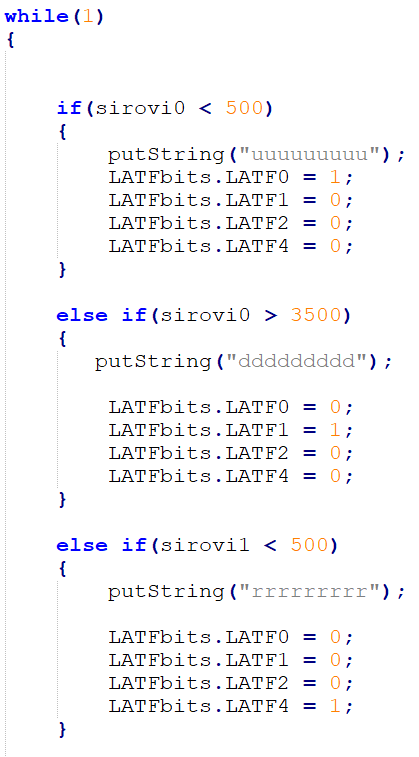 while(1)
{
if(sirovi0 < 500)
{
putString("uuuuuuuuu");
LATFbits.LATF0 = 1;
LATFbits.LATF1 = 0;
LATFbits.LATF2 = 0;
LATFbits.LATF4 = 0;
}
else if(sirovi0 > 3500)
{
putString("ddddddddd");
LATFbits.LATF0 = 0;
LATFbits.LATF1 = 1;
LATFbits.LATF2 = 0;
LATFbits.LATF4 = 0;
}
else if(sirovi1 < 500)
{
putString("rrrrrrrrr");
LATFbits.LATF0 = 0;
LATFbits.LATF1 = 0;
LATFbits.LATF2 = 0;
LATFbits.LATF4 = 1;
}